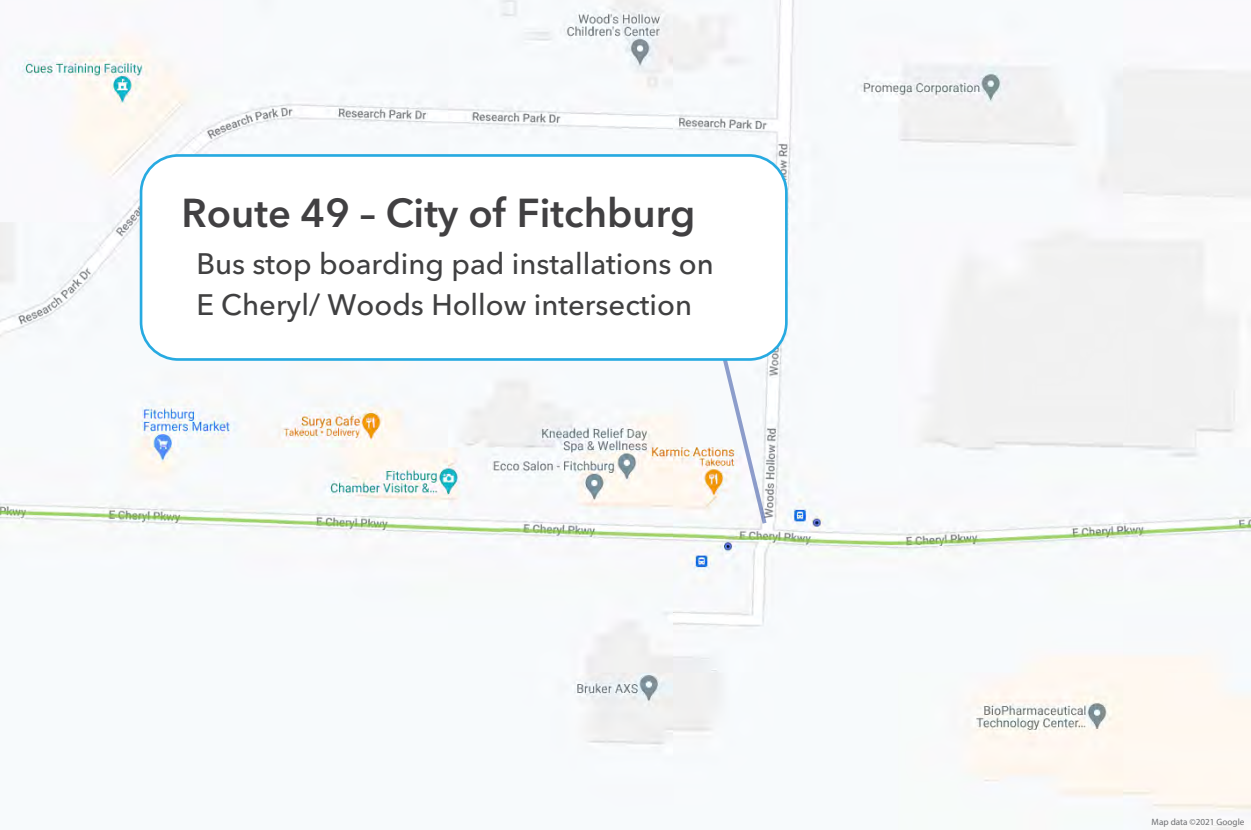 Wood's Hollow
Children's Center
Cues Training Facility
Promega Corporation
Research Park Dr
Research Park Dr
Research Park Dr
Research Park Dr
Route 49 – City of Fitchburg
Bus stop boarding pad installations on
E Cheryl/ Woods Hollow intersection
Research Park Dr
Fitchburg
Farmers Market
Surya Cafe
Takeout • Delivery
Kneaded Relief Day
Spa & Wellness
Karmic Actions
Takeout
Ecco Salon - Fitchburg
Fitchburg
Chamber Visitor &...
Woods Hollow Rd
Pkwy
E Cheryl Pkwy
E Cheryl Pkwy
E Cheryl Pkwy
E Cheryl Pkwy
E Cheryl Pkwy
E Cheryl Pkwy
Bruker AXS
BioPharmaceutical
Technology Center...
Map data ©2021 Google